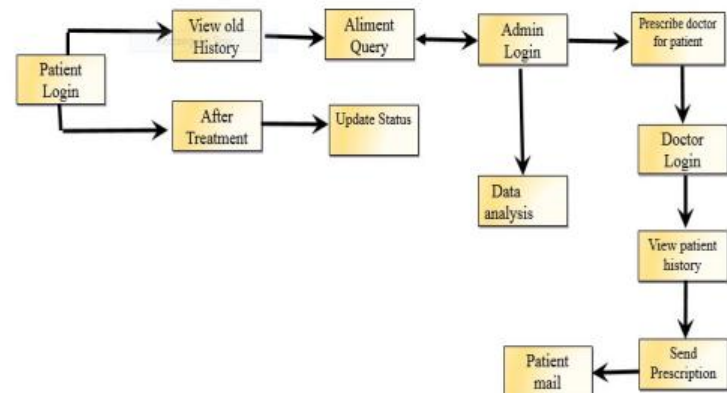 View old
History
Aliment
Query
Admin
Login
Prescribe doctor
for patient
Patient
Login
After
Treatment
Update Status
Doctor
Login
Data
analysis
View patient
history
Send
Prescription
Patient
mail